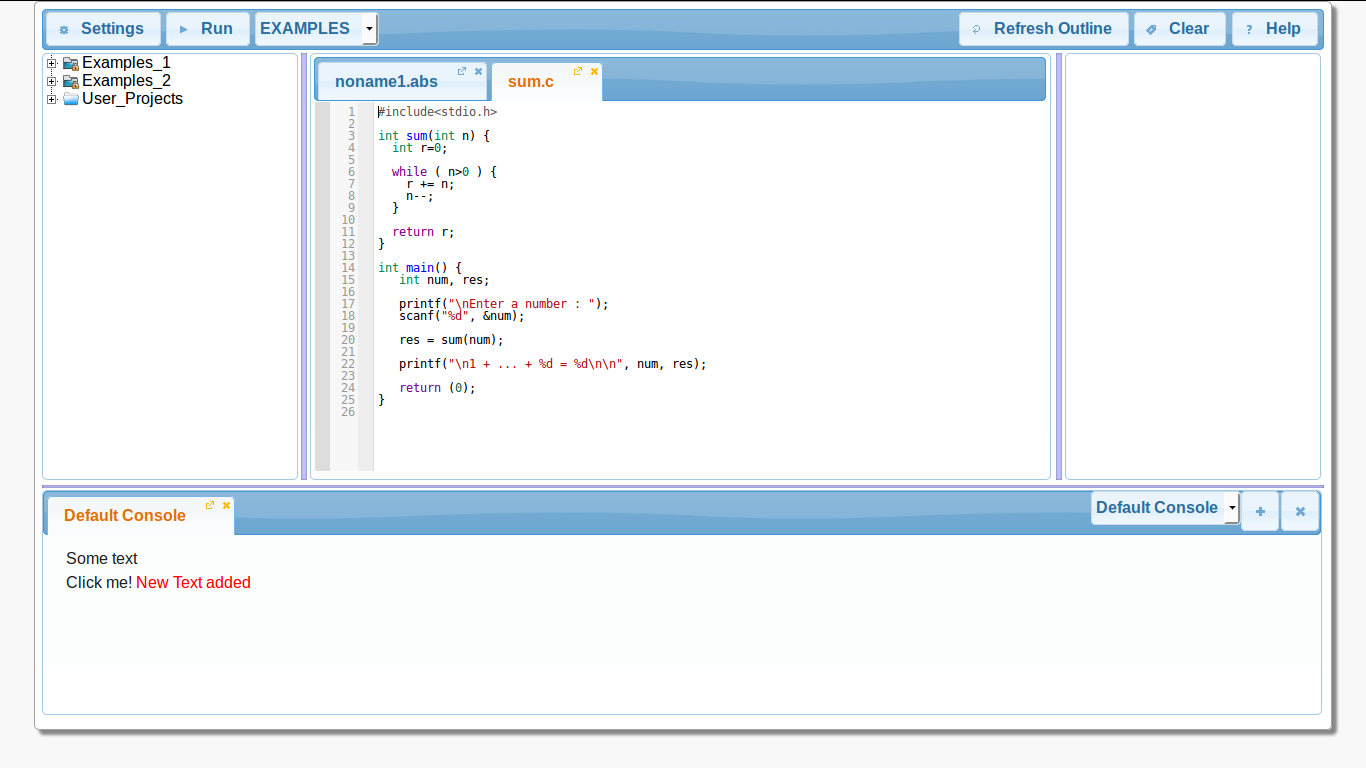 Settings Run EXAMPLES Refresh Outline Clear ? Help
Examples_1
Examples_2
User_Projects
noname1.abs sum.c
1 #include<stdio.h>
2
3 int sum(int n) {
4   int r=0;
5
6   while ( n>0 ) {
7     r += n;
8     n--;
9   }
10
11   return r;
12 }
13
14 int main() {
15    int num, res;
16
17    printf("\nEnter a number : ");
18    scanf("%d", &num);
19
20    res = sum(num);
21
22    printf("\n1 + ... + %d = %d\n\n", num, res);
23
24    return (0);
25 }
26
Default Console Default Console
Some text
Click me! New Text added